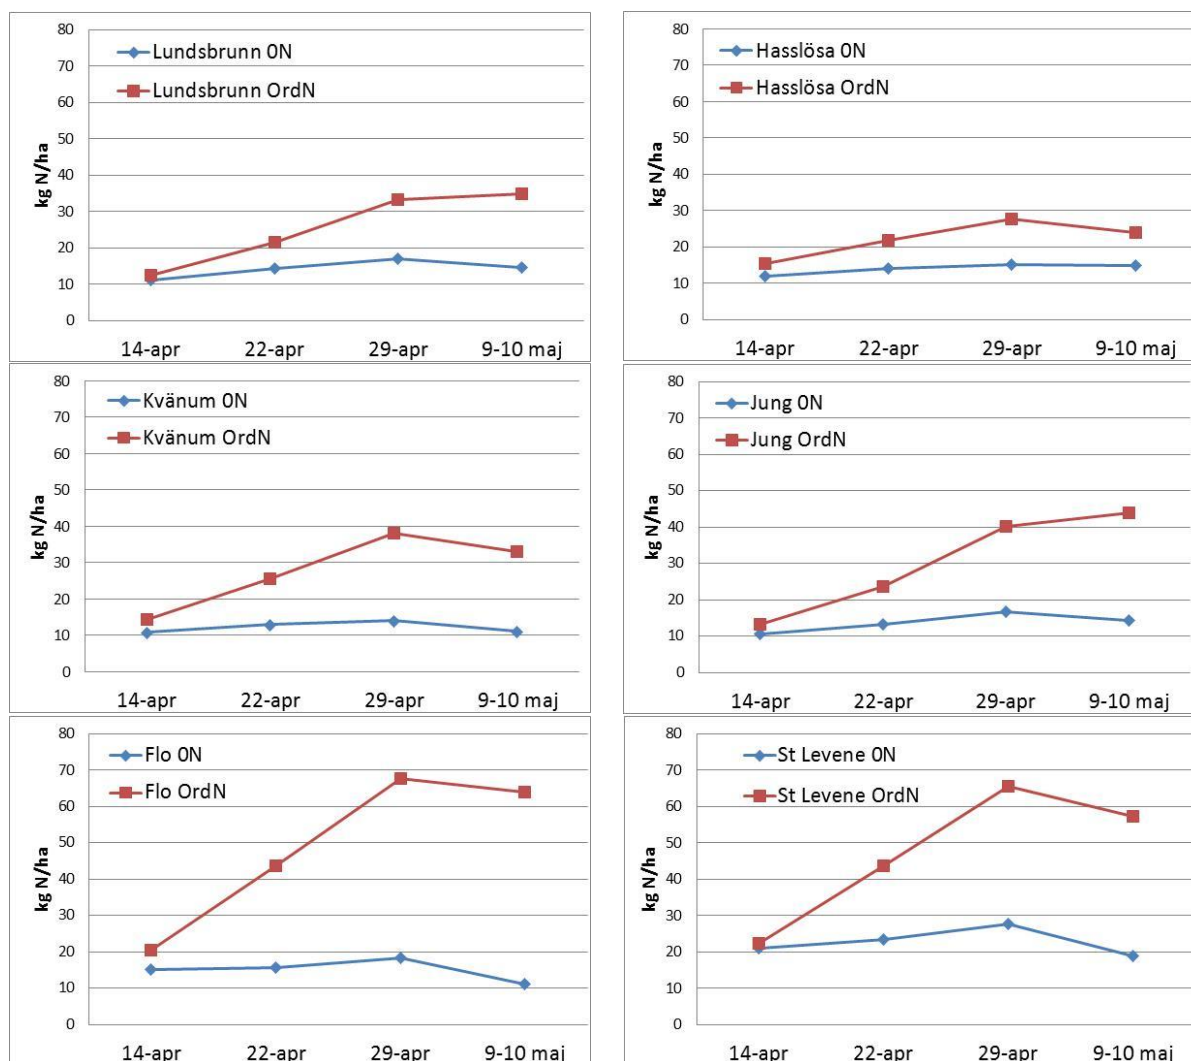 80
Lundsbrunn 0N
70
Lundsbrunn OrdN
60
50
kg N/ha
40
30
20
10
0
14-apr 22-apr 29-apr 9-10 maj
80
Hasslösa 0N
70
Hasslösa OrdN
60
50
kg N/ha
40
30
20
10
0
14-apr 22-apr 29-apr 9-10 maj
80
Kvänum 0N
70
Kvänum OrdN
60
50
kg N/ha
40
30
20
10
0
14-apr 22-apr 29-apr 9-10 maj
80
Jung 0N
70
Jung OrdN
60
50
kg N/ha
40
30
20
10
0
14-apr 22-apr 29-apr 9-10 maj
80
Flo 0N
70
Flo OrdN
60
50
kg N/ha
40
30
20
10
0
14-apr 22-apr 29-apr 9-10 maj
80
St Levene 0N
70
St Levene OrdN
60
50
kg N/ha
40
30
20
10
0
14-apr 22-apr 29-apr 9-10 maj